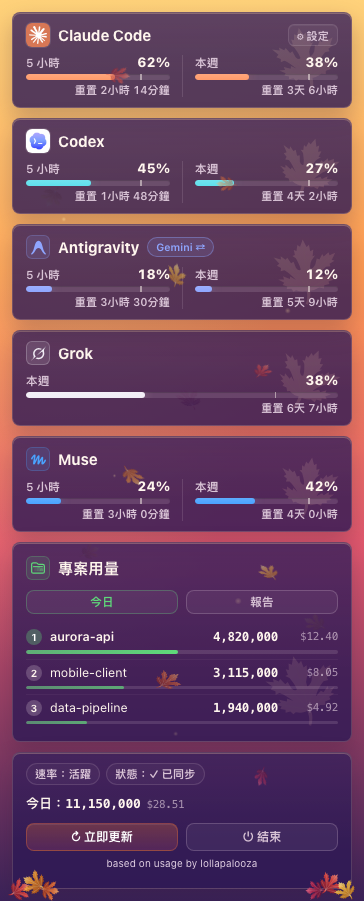 Claude Code
⚙ 設定
5 小時 62%
本週 38%
重置 2小時 14分鐘
重置 3天 6小時
Codex
5 小時 45%
本週 27%
重置 1小時 48分鐘
重置 4天 2小時
Antigravity
Gemini ⇄
5 小時 18%
本週 12%
重置 3小時 30分鐘
重置 5天 9小時
Grok
本週 38%
重置 6天 7小時
Muse
5 小時 24%
本週 42%
重置 3小時 0分鐘
重置 4天 0小時
專案用量
今日
報告
1 aurora-api 4,820,000 $12.40
2 mobile-client 3,115,000 $8.05
3 data-pipeline 1,940,000 $4.92
速率：活躍
狀態：✓ 已同步
今日：11,150,000 $28.51
↻ 立即更新
⏻ 結束
based on usage by lollapalooza